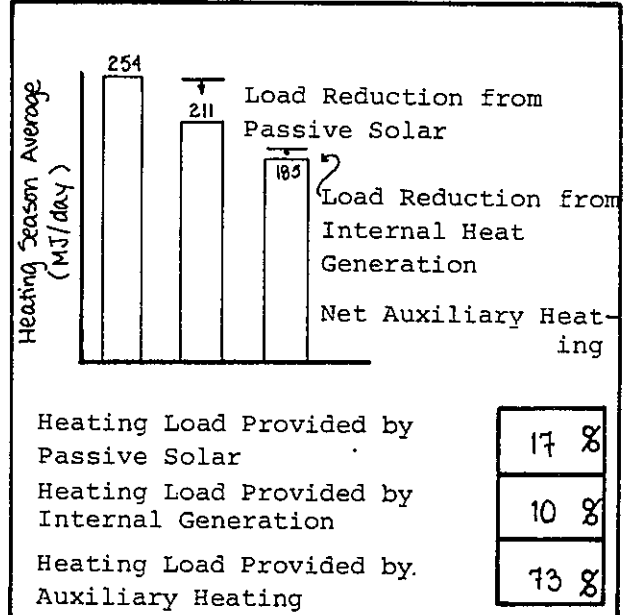 254
211
185
Heating Season Average
(MJ/day)
Load Reduction from
Passive Solar
Load Reduction from
Internal Heat
Generation
Net Auxiliary Heat-
ing
Heating Load Provided by
Passive Solar
17 %
Heating Load Provided by
Internal Generation
10 %
Heating Load Provided by.
Auxiliary Heating
73 %